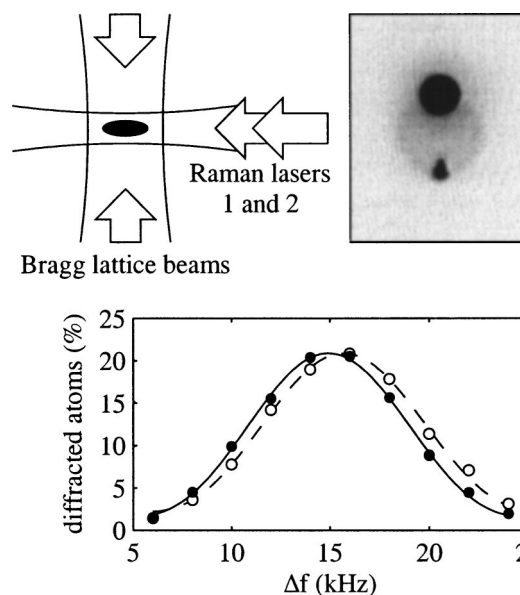 Raman lasers
1 and 2
Bragg lattice beams
25
20
15
10
5
0
diffracted atoms (%)
5
10
15
20
2
Δf (kHz)